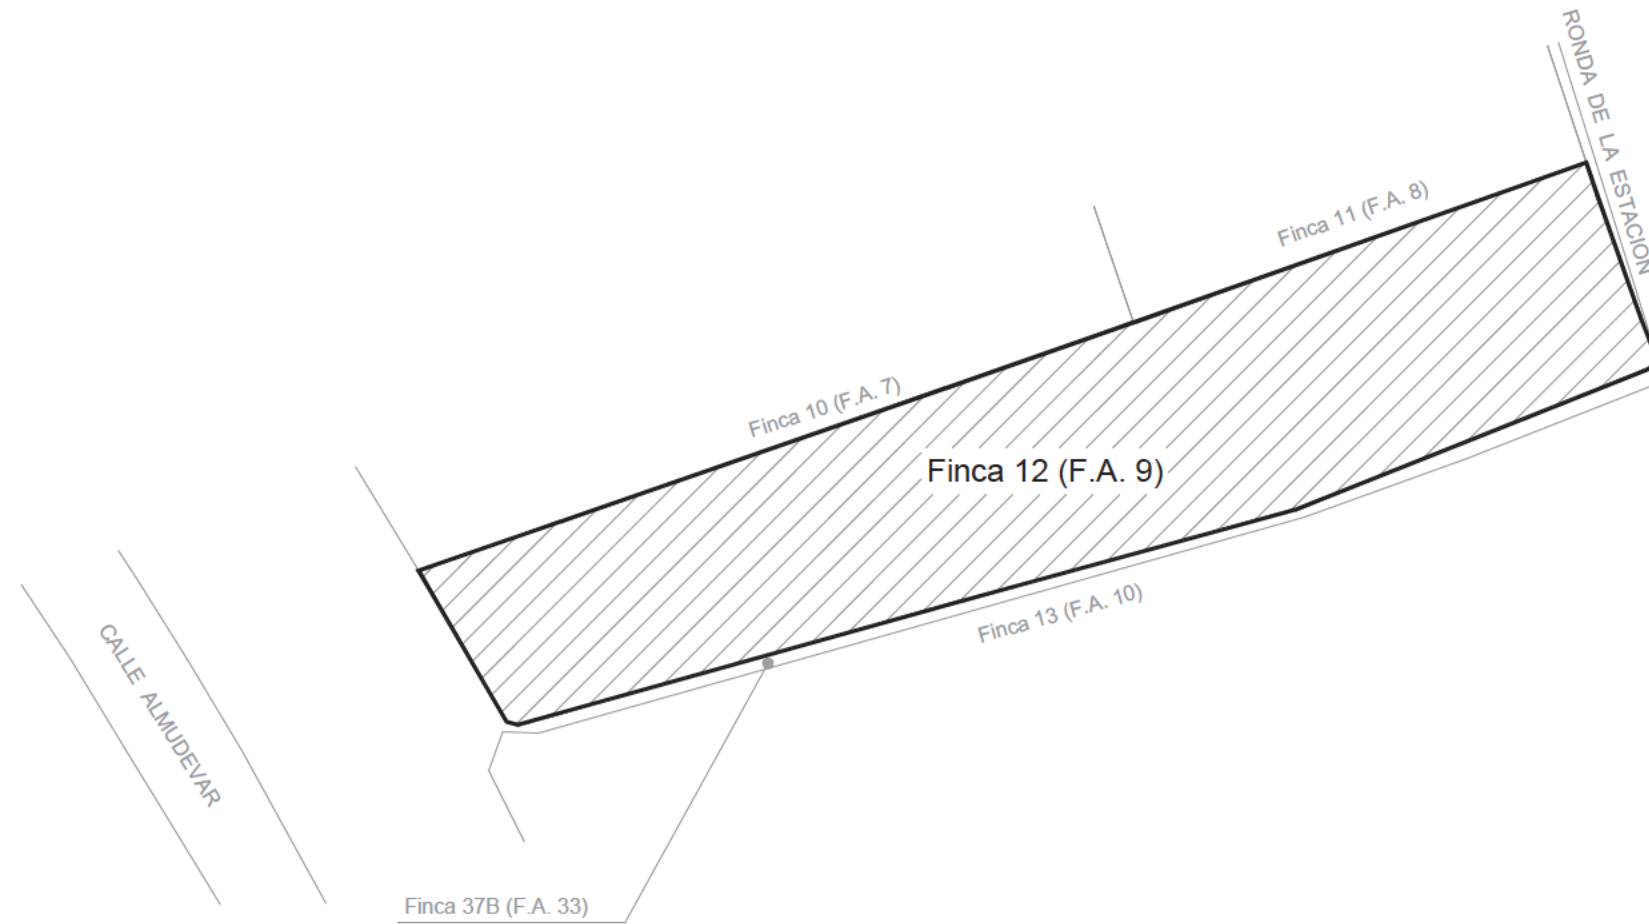 RONDA DE LA ESTACION
Finca 11 (F.A. 8)
Finca 10 (F.A. 7)
Finca 12 (F.A. 9)
Finca 13 (F.A. 10)
CALLE ALMUDEVAR
Finca 37B (F.A. 33)